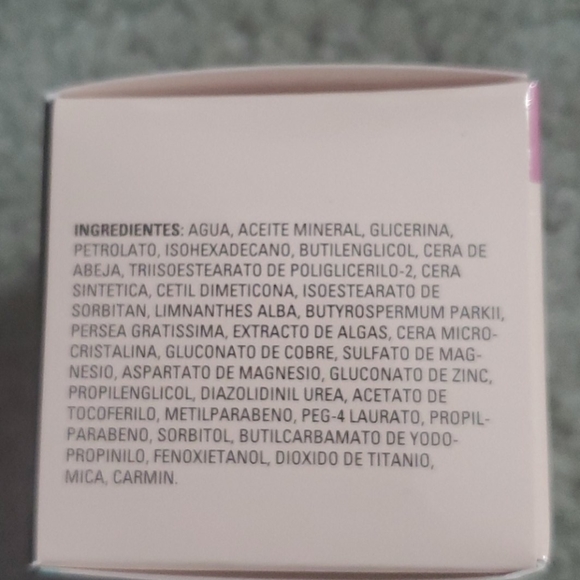 INGREDIENTES: AGUA, ACEITE MINERAL, GLICERINA,
PETROLATO, ISOHEXADECANO, BUTILENGLICOL, CERA DE
ABEJA, TRIISOESTEARATO DE POLIGLICERILO-2, CERA
SINTETICA, CETIL DIMETICONA, ISOESTEARATO DE
SORBITAN, LIMNANTHES ALBA, BUTYROSPERMUM PARKII,
PERSEA GRATISSIMA, EXTRACTO DE ALGAS, CERA MICRO-
CRISTALINA, GLUCONATO DE COBRE, SULFATO DE MAG-
NESIO, ASPARTATO DE MAGNESIO, GLUCONATO DE ZINC,
PROPILENGLICOL, DIAZOLIDINIL UREA, ACETATO DE
TOCOFERILO, METILPARABENO, PEG-4 LAURATO, PROPIL-
PARABENO, SORBITOL, BUTILCARBAMATO DE YODO-
PROPINILO, FENOXIETANOL, DIOXIDO DE TITANIO,
MICA, CARMIN.